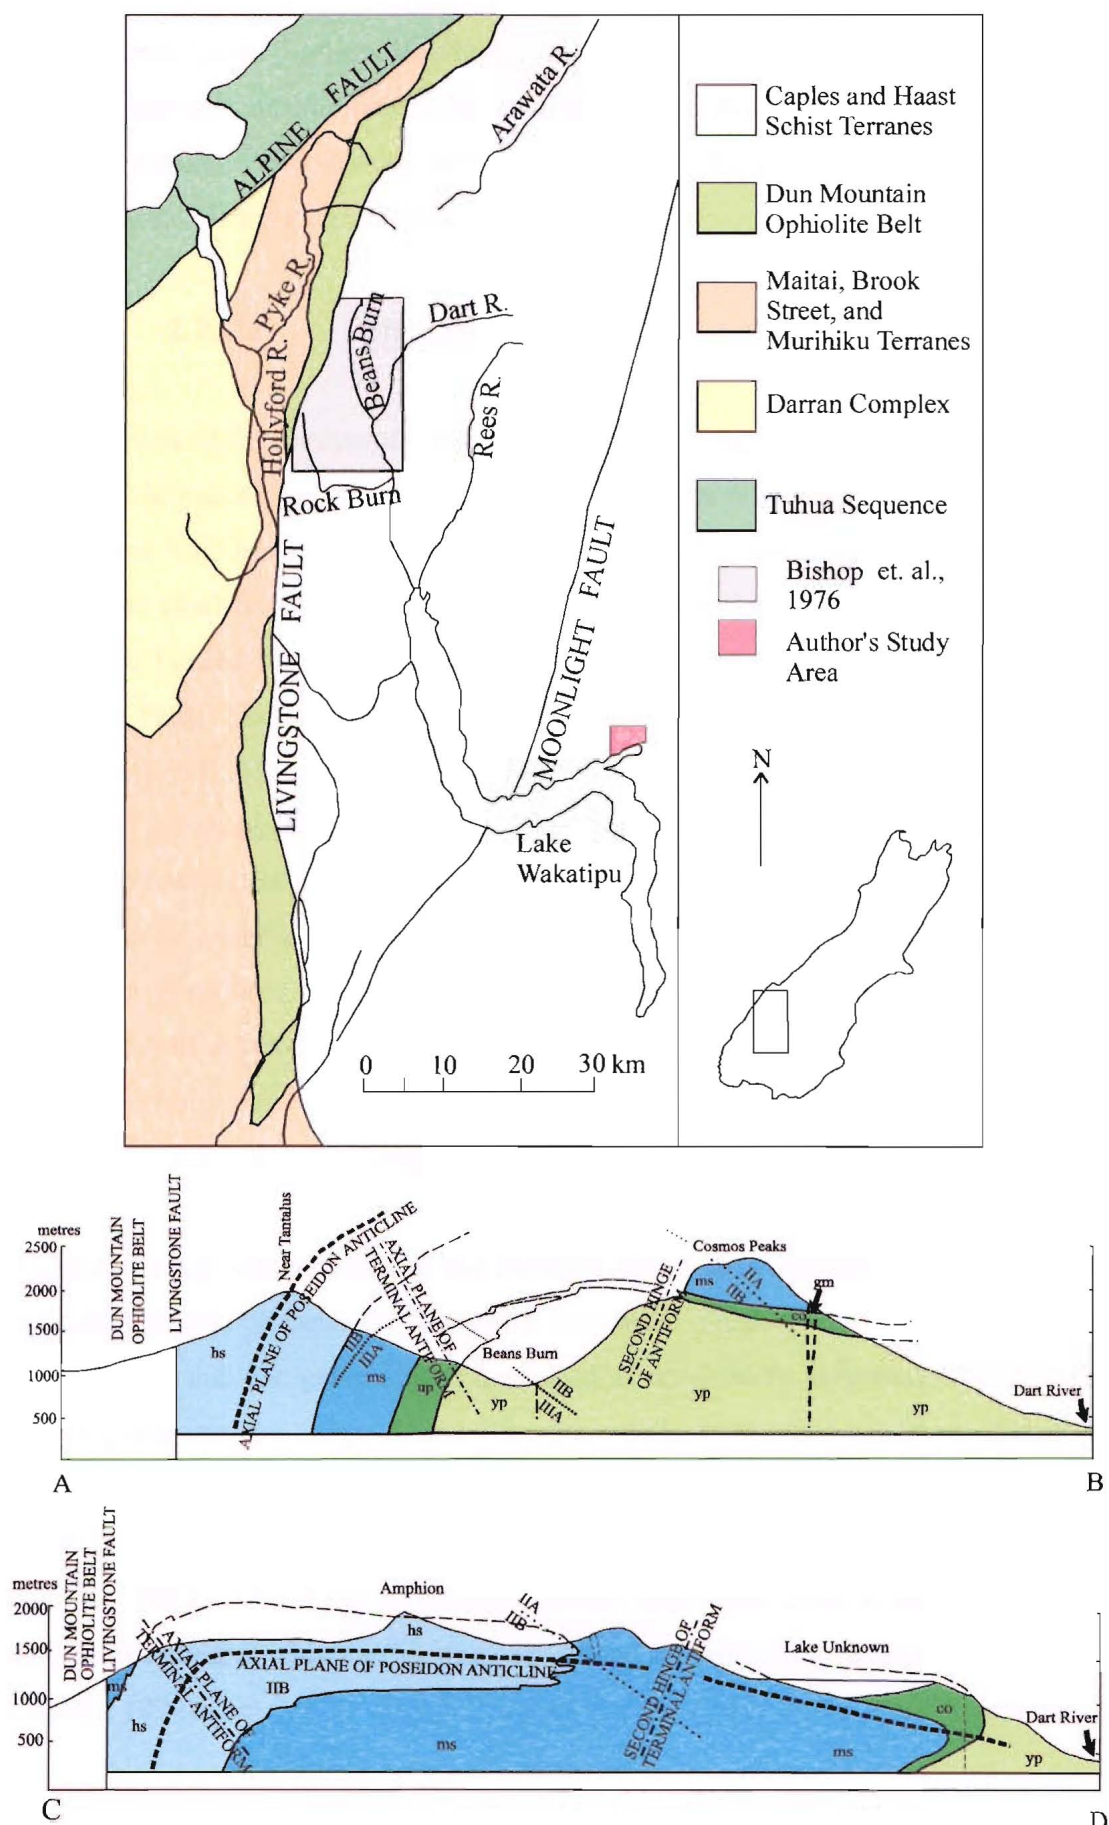 ALPINE FAULT
Arawata R.
Pyke R.
Hollyford R.
Beans Burn
Dart R.
Rees R.
Rock Burn
LIVINGSTONE FAULT
MOONLIGHT FAULT
Lake
Wakatipu
0 10 20 30 km
Caples and Haast
Schist Terranes
Dun Mountain
Ophiolite Belt
Maitai, Brook
Street, and
Murihiku Terranes
Darran Complex
Tuhua Sequence
Bishop et. al.,
1976
Author's Study
Area
N
metres
2500
2000
1500
1000
500
DUN MOUNTAIN
OPHIOLITE BELT
LIVINGSTONE FAULT
Near Tantalus
AXIAL PLANE OF POSEIDON ANTICLINE
AXIAL PLANE OF
TERMINAL ANTIFORM
hs
IIB
IIIA
ms
up
yp
Beans Burn
IIB
IIIA
SECOND HINGE
OF ANTIFORM
yp
Cosmos Peaks
ms
IIA
IIB
co
gm
yp
Dart River
A
B
metres
2000
1500
1000
500
DUN MOUNTAIN
OPHIOLITE BELT
LIVINGSTONE FAULT
ms
hs
AXIAL PLANE OF
TERMINAL ANTIFORM
Amphion
hs
AXIAL PLANE OF POSEIDON ANTICLINE
IIB
IIA
IIB
ms
SECOND HINGE OF
TERMINAL ANTIFORM
Lake Unknown
ms
co
yp
Dart River
C
D